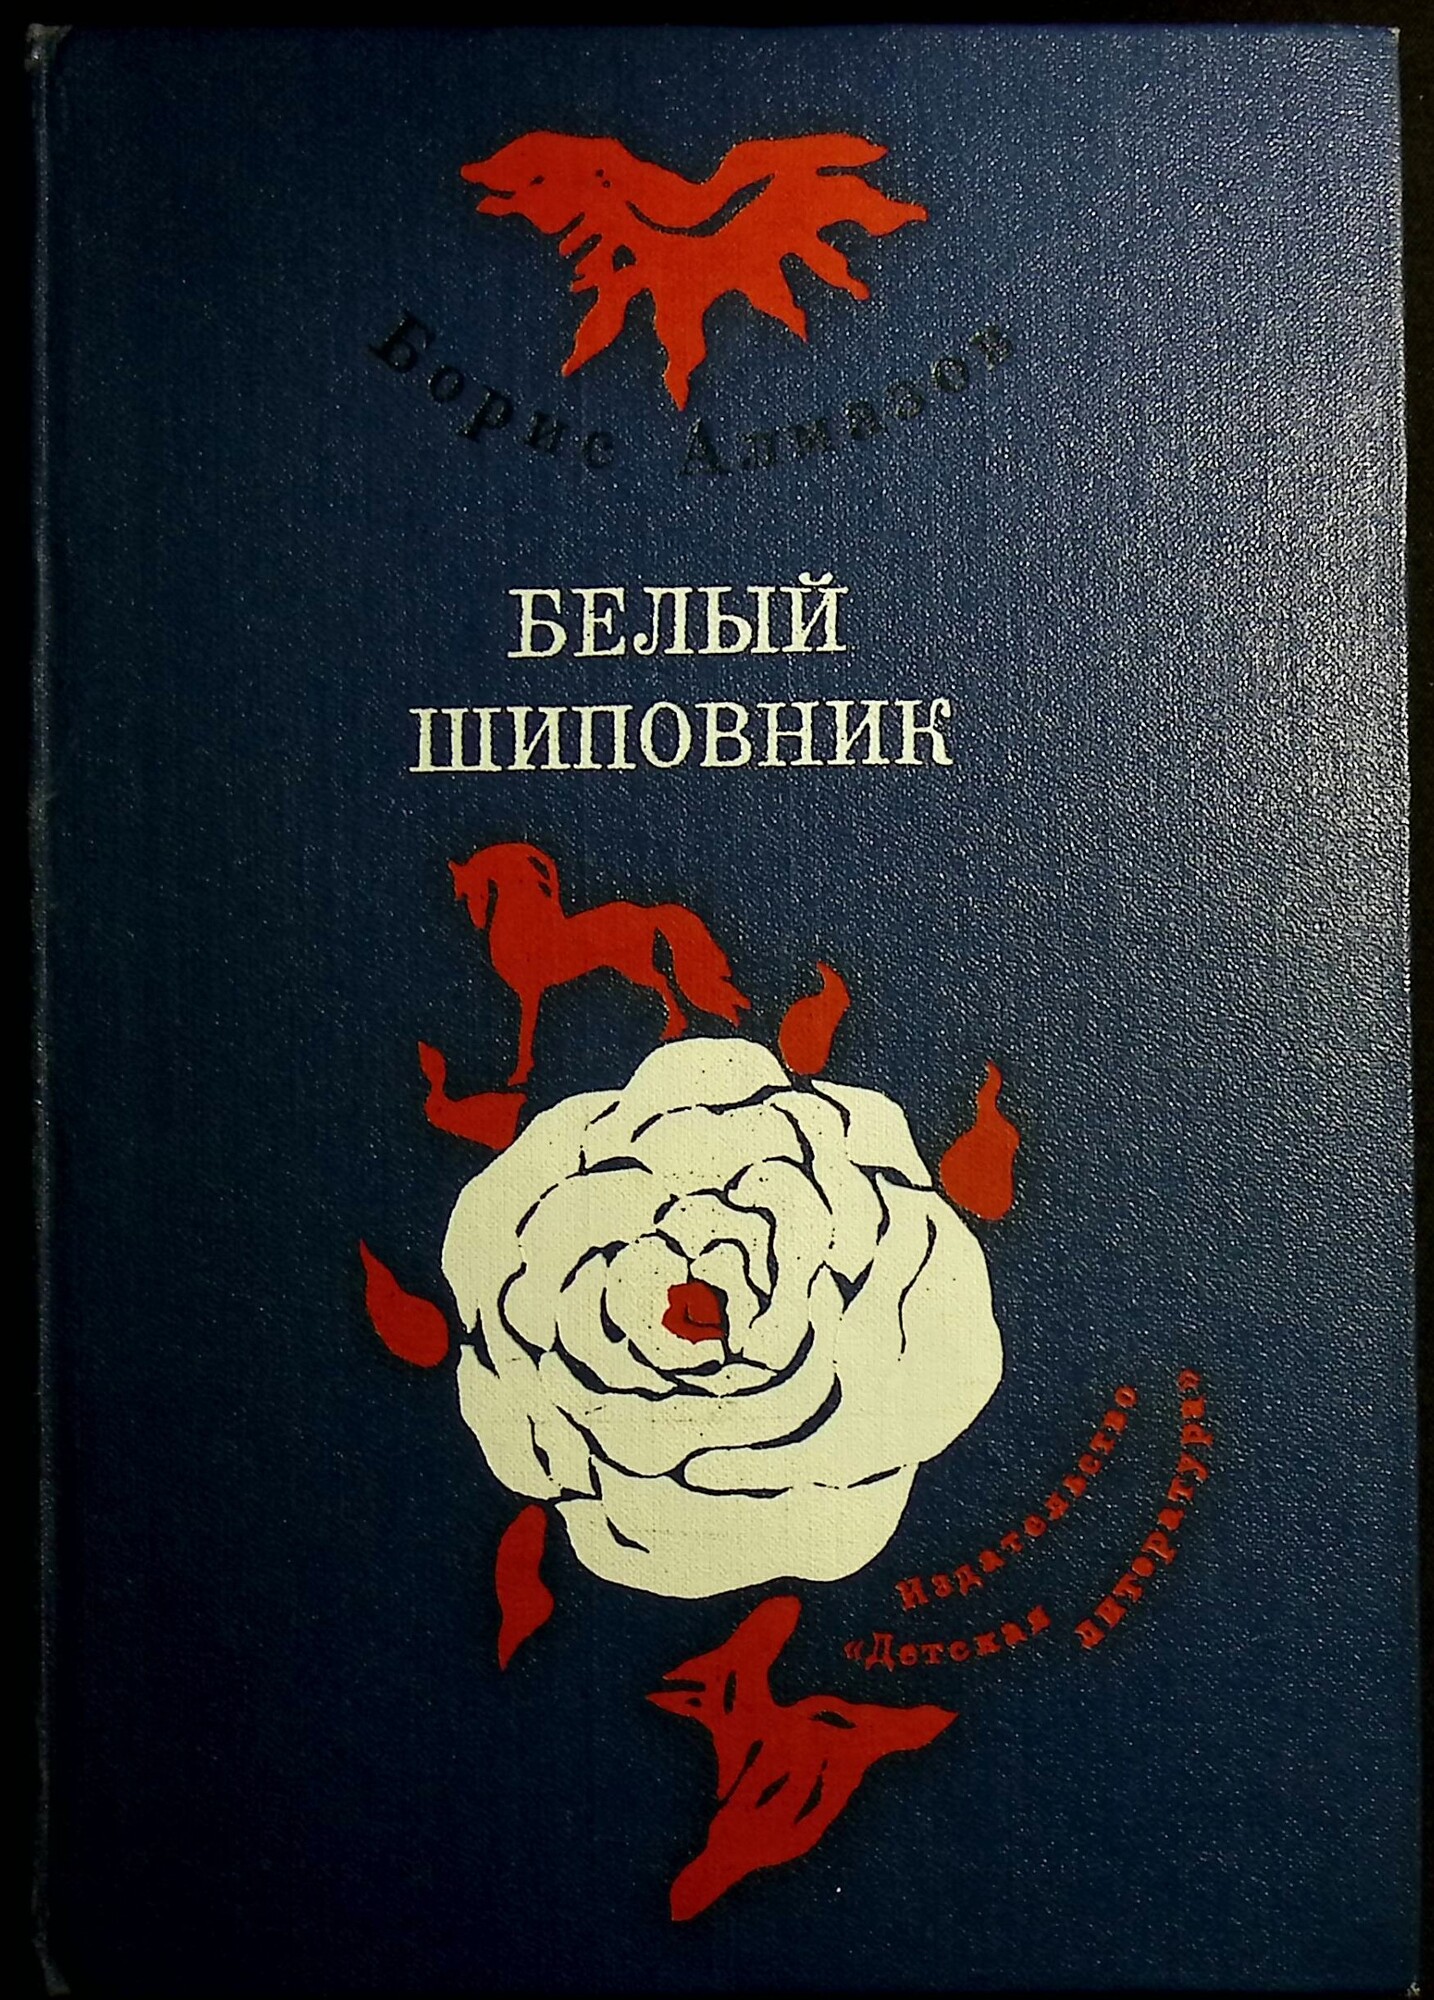 Борис Алмазов
БЕЛЫЙ
ШИПОВНИК
Издательство
«Детская литература»